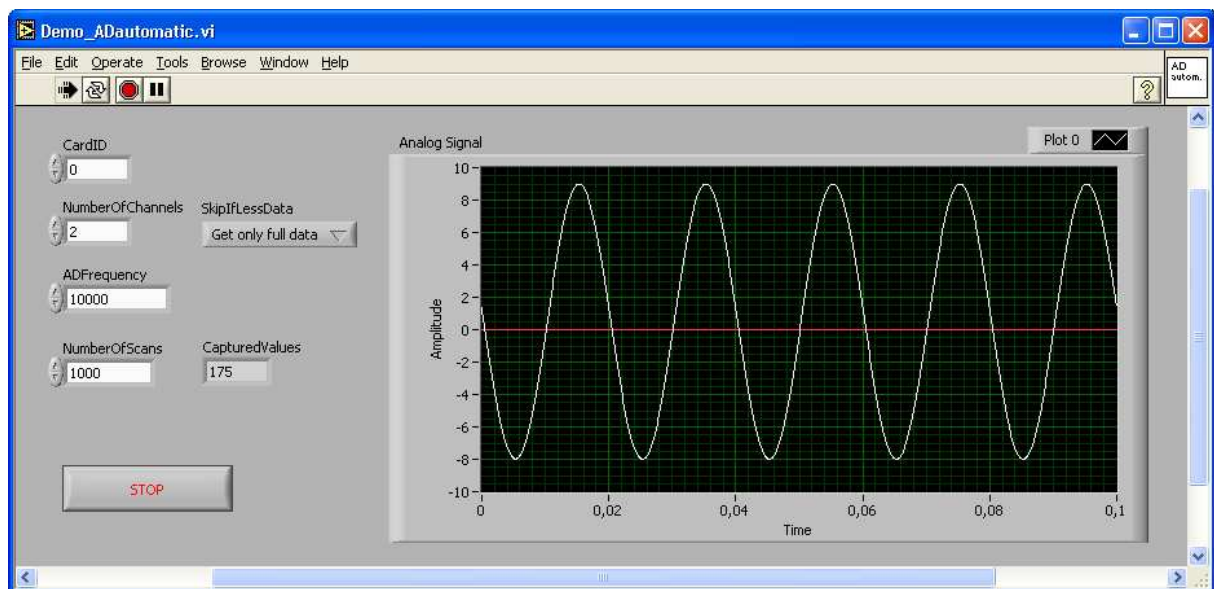 Demo_ADautomatic.vi
File Edit Operate Tools Browse Window Help
AD
autom.
?
CardID
0
NumberOfChannels
2
SkipIfLessData
Get only full data
ADFrequency
10000
NumberOfScans
1000
CapturedValues
175
STOP
Analog Signal
Plot 0
Amplitude
10
8
6
4
2
0
-2
-4
-6
-8
-10
0 0,02 0,04 0,06 0,08 0,1
Time